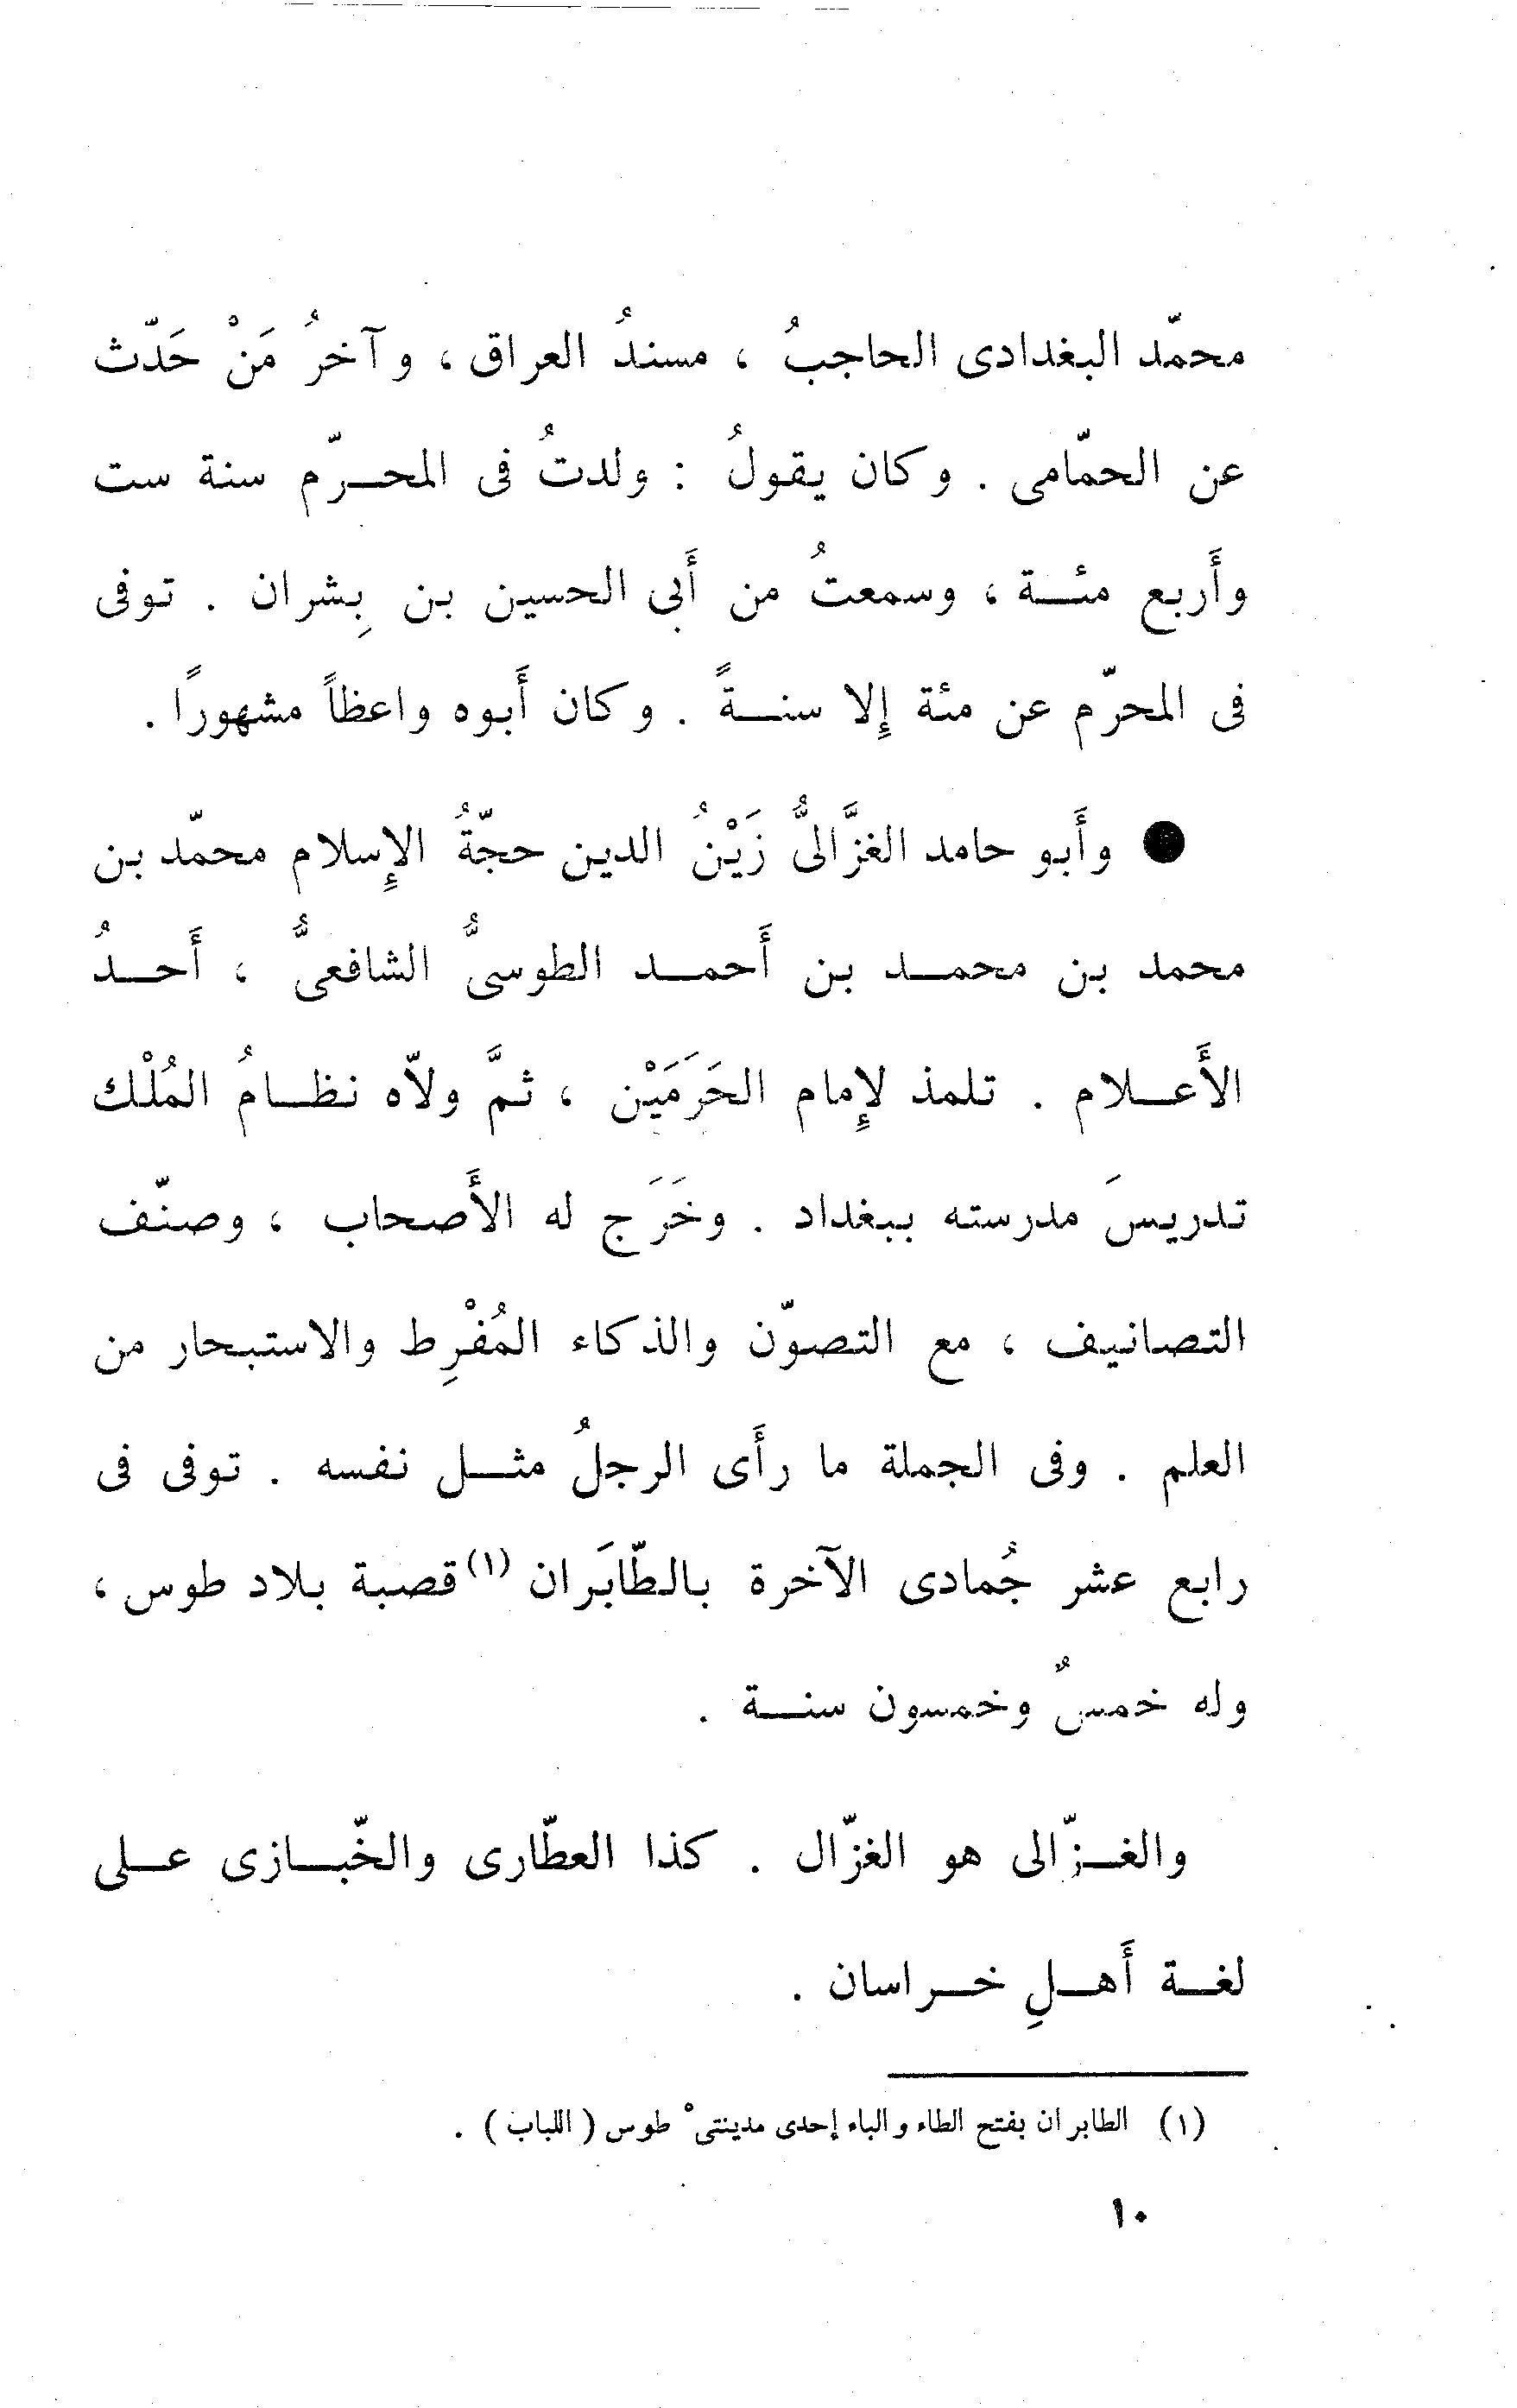 محمّد البغدادى الحاجبُ ، مسندُ العراق ، وآخرُ مَنْ حَدّث
عن الحمّامى . وكان يقولُ : ولدتُ فى المحرّم سنة ست
وأَربع مئة ، وسمعتُ من أَبى الحسين بن بِشران . توفى
فى المحرّم عن مئة إِلا سنةً . وكان أَبوه واعظاً مشهورًا .
● وأَبو حامد الغزَّالىُّ زَيْنُ الدين حجّةُ الإِسلام محمّد بن
محمد بن محمد بن أَحمد الطوسىُّ الشافعىُّ ، أَحدُ
الأَعلام . تلمذ لإِمام الحَرَمَيْن ، ثمَّ ولاّه نظامُ المُلْك
تدريسَ مدرسته ببغداد . وخَرَج له الأَصحاب ، وصنّف
التصانيف ، مع التصوّن والذكاء المُفْرِط والاستبحار من
العلم . وفى الجملة ما رأَى الرجلُ مثل نفسه . توفى فى
رابع عشر جُمادى الآخرة بالطّابَران (١) قصبة بلاد طوس ،
وله خمسٌ وخمسون سنة .
والغزّالى هو الغزّال . كذا العطّارى والخّبازى على
لغة أَهلِ خراسان .
(١) الطابران بفتح الطاء والباء إحدى مدينتىْ طوس ( اللباب ) .
١٠